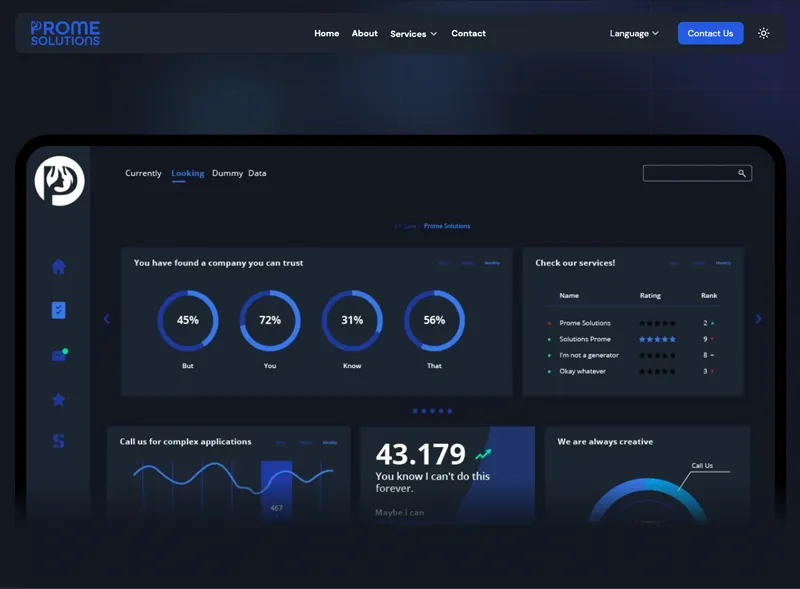 PROME
SOLUTIONS
Home About Services Contact
Language
Contact Us
Currently Looking Dummy Data
Prome Solutions
You have found a company you can trust
Monthly
45% 72% 31% 56%
But You Know That
Check our services!
Monthly
Name Rating Rank
Prome Solutions 2
Solutions Prome 9
I'm not a generator 8
Okay whatever 3
Call us for complex applications
Monthly
467
43.179
You know I can't do this
forever.
Maybe i can
We are always creative
Call Us